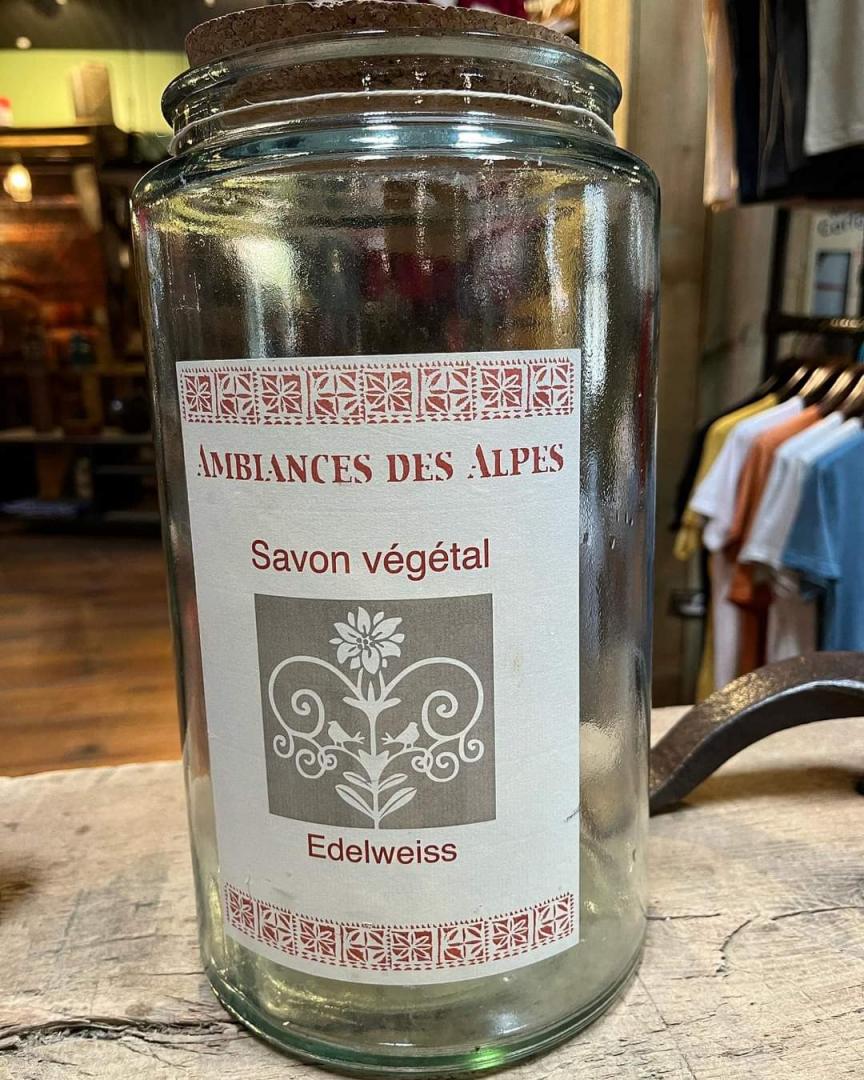 AMBIANCES DES ALPES
Savon végétal
Edelweiss